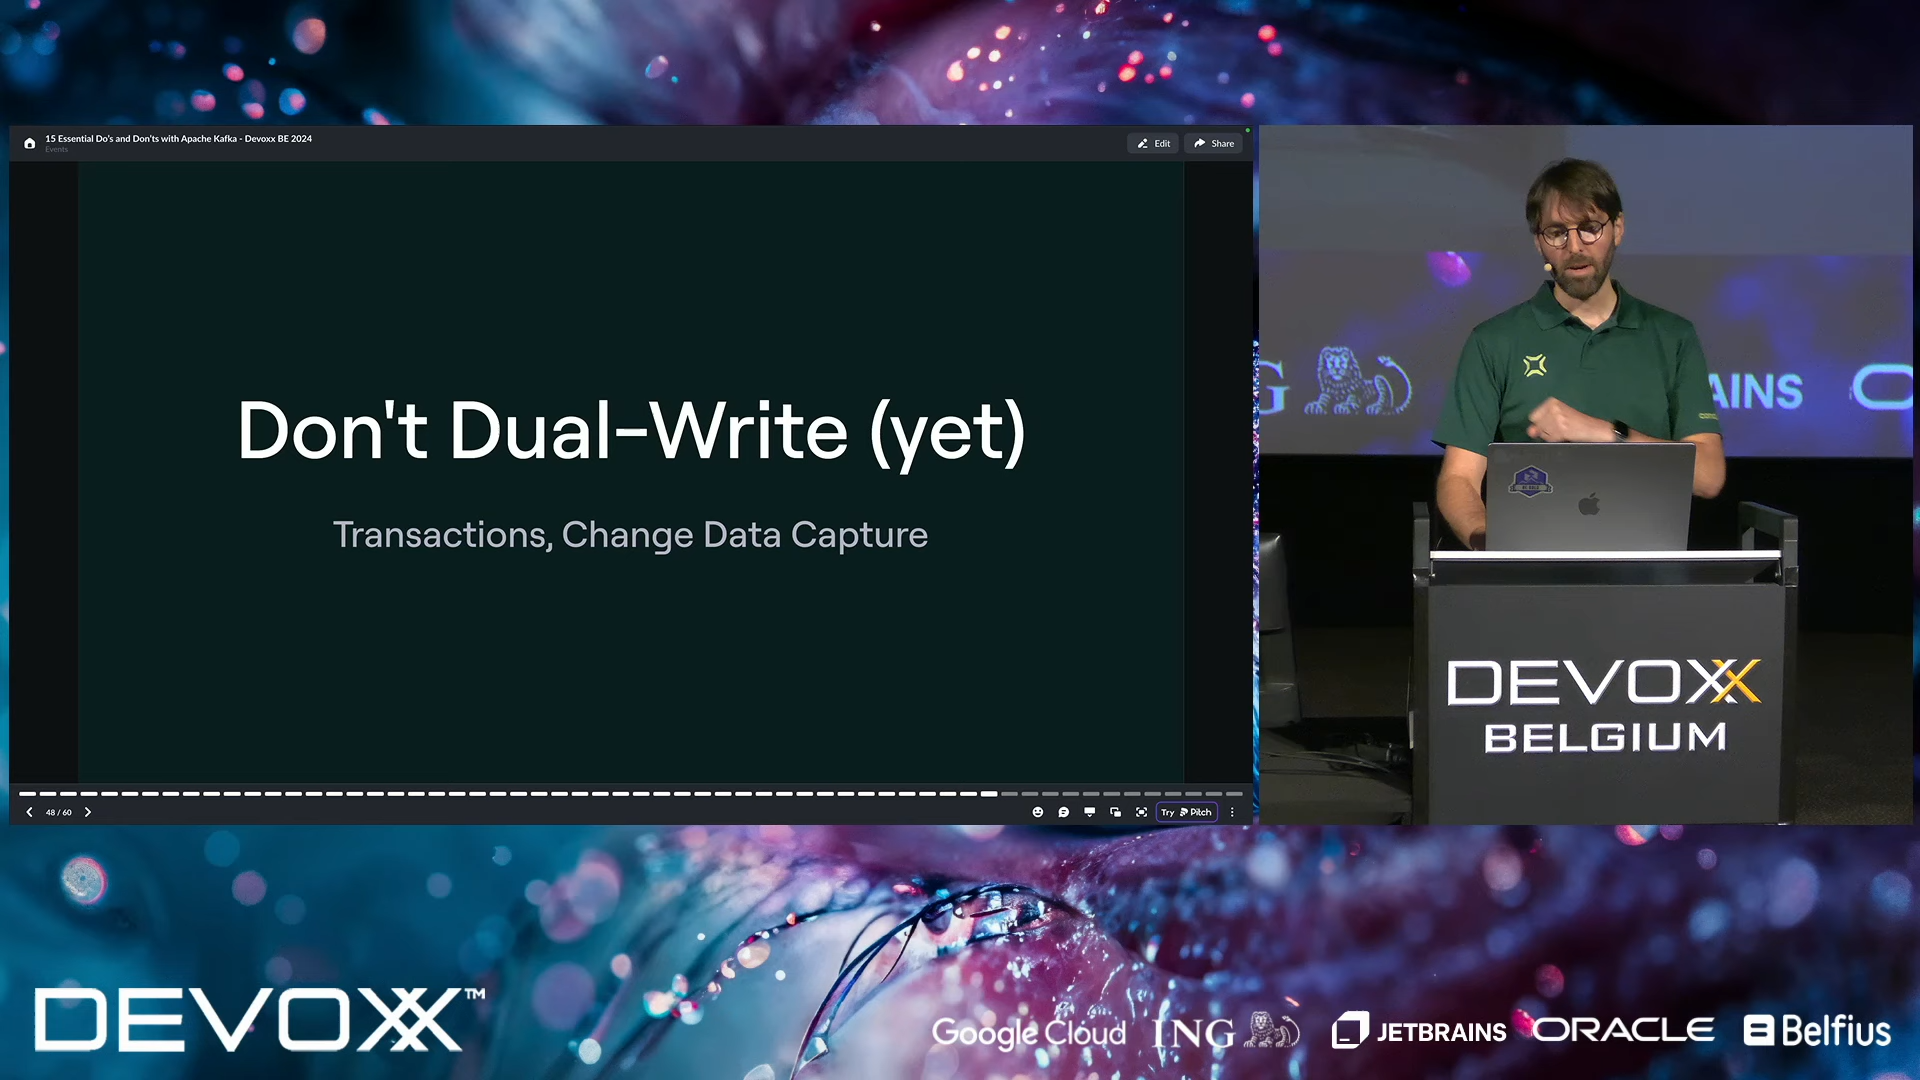 15 Essential Do's and Don'ts with Apache Kafka - Devoxx BE 2024
Events
Edit
Share
Don't Dual-Write (yet)
Transactions, Change Data Capture
48 / 60
Try Pitch
G
AINS
DEVOXX
BELGIUM
DEVOXX™
Google Cloud
ING
JETBRAINS
ORACLE
Belfius